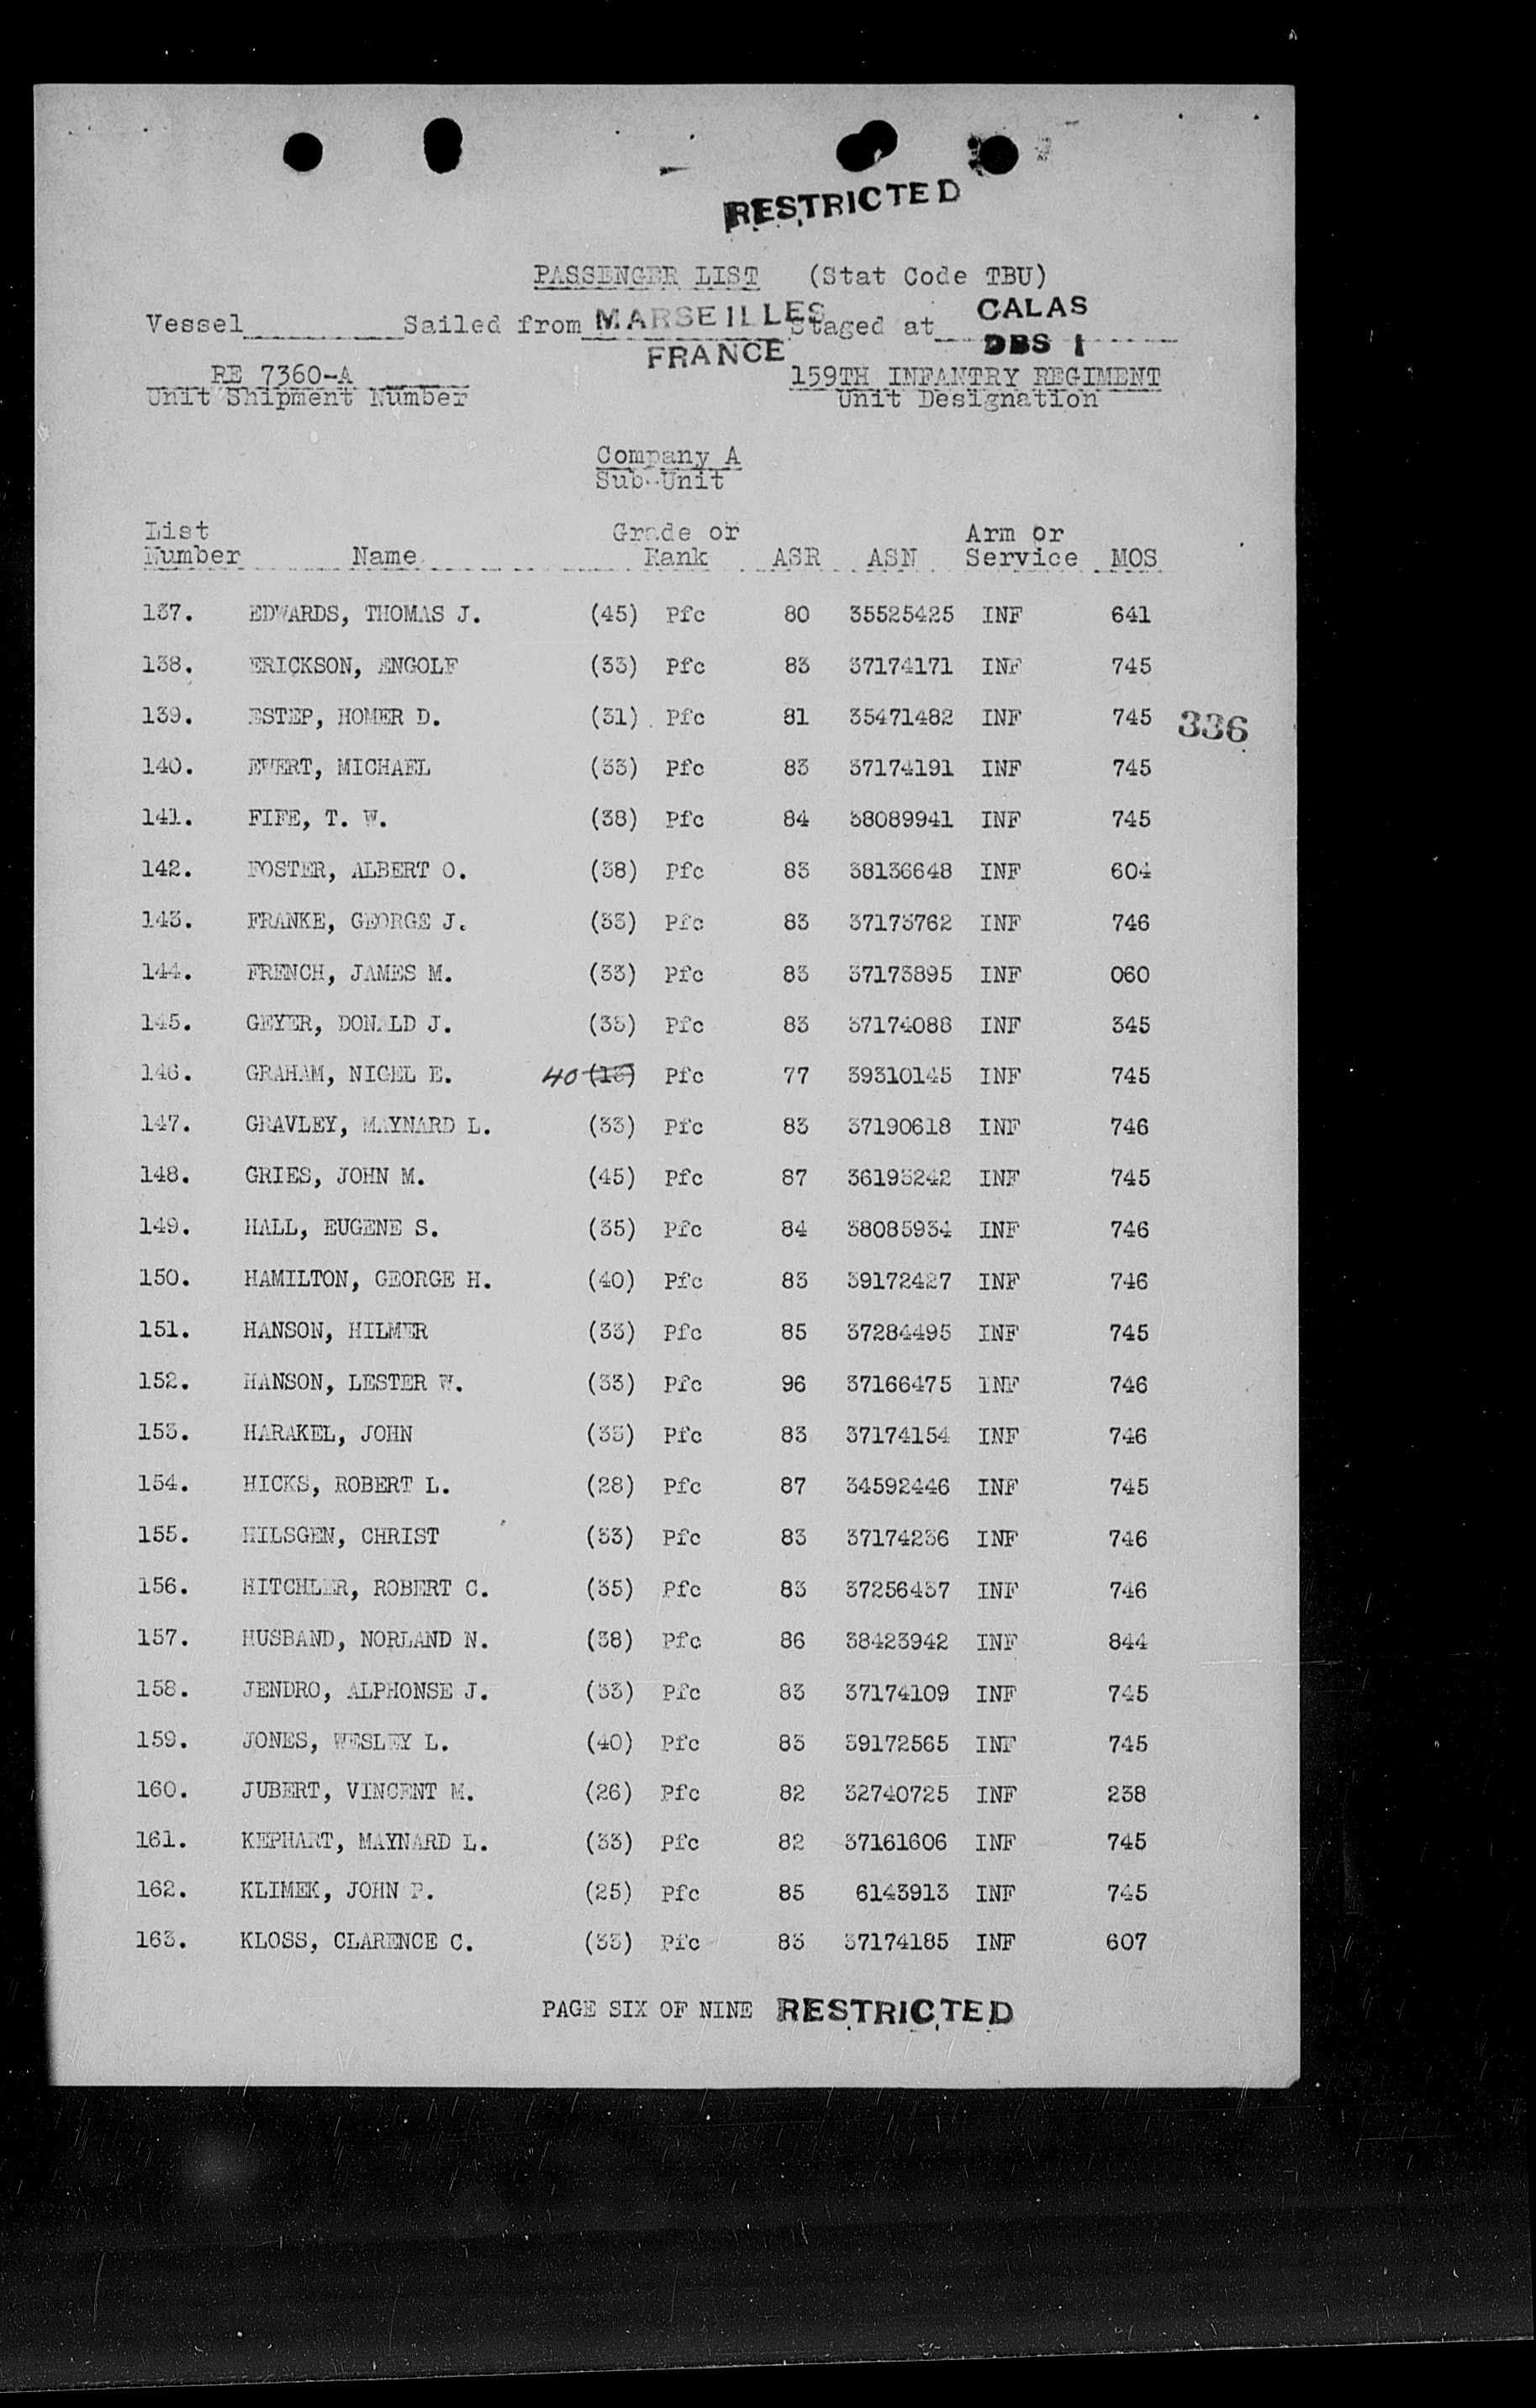 RESTRICTED
PASSENGER LIST (Stat Code TBU)
Vessel Sailed from MARSEILLES FRANCE Staged at CALAS DBS 1
RE 7360-A 159TH INFANTRY REGIMENT
Unit Shipment Number Unit Designation
Company A
Sub-Unit
List Grade or Arm or
Number Name Rank ASR ASN Service MOS
137. EDWARDS, THOMAS J. (45) Pfc 80 35525425 INF 641
138. ERICKSON, ENGOLF (33) Pfc 83 37174171 INF 745
139. ESTEP, HOMER D. (31) Pfc 81 35471482 INF 745 336
140. EWERT, MICHAEL (33) Pfc 83 37174191 INF 745
141. FIFE, T. W. (38) Pfc 84 38089941 INF 745
142. FOSTER, ALBERT O. (38) Pfc 83 38136648 INF 604
143. FRANKE, GEORGE J. (33) Pfc 83 37173762 INF 746
144. FRENCH, JAMES M. (33) Pfc 83 37173895 INF 060
145. GEYER, DONALD J. (33) Pfc 83 37174088 INF 345
146. GRAHAM, NIGEL E. 40 (13) Pfc 77 39310145 INF 745
147. GRAVLEY, MAYNARD L. (33) Pfc 83 37190618 INF 746
148. GRIES, JOHN M. (45) Pfc 87 36193242 INF 745
149. HALL, EUGENE S. (35) Pfc 84 38085934 INF 746
150. HAMILTON, GEORGE H. (40) Pfc 83 39172427 INF 746
151. HANSON, HILMER (33) Pfc 85 37284495 INF 745
152. HANSON, LESTER W. (33) Pfc 96 37166475 INF 746
153. HARAKEL, JOHN (33) Pfc 83 37174154 INF 746
154. HICKS, ROBERT L. (28) Pfc 87 34592446 INF 745
155. HILSGEN, CHRIST (33) Pfc 83 37174236 INF 746
156. HITCHLER, ROBERT C. (35) Pfc 83 37256437 INF 746
157. HUSBAND, NORLAND N. (38) Pfc 86 38423942 INF 844
158. JENDRO, ALPHONSE J. (33) Pfc 83 37174109 INF 745
159. JONES, WESLEY L. (40) Pfc 83 39172565 INF 745
160. JUBERT, VINCENT M. (26) Pfc 82 32740725 INF 238
161. KEPHART, MAYNARD L. (33) Pfc 82 37161606 INF 745
162. KLIMEK, JOHN P. (25) Pfc 85 6143913 INF 745
163. KLOSS, CLARENCE C. (33) Pfc 83 37174185 INF 607
PAGE SIX OF NINE RESTRICTED